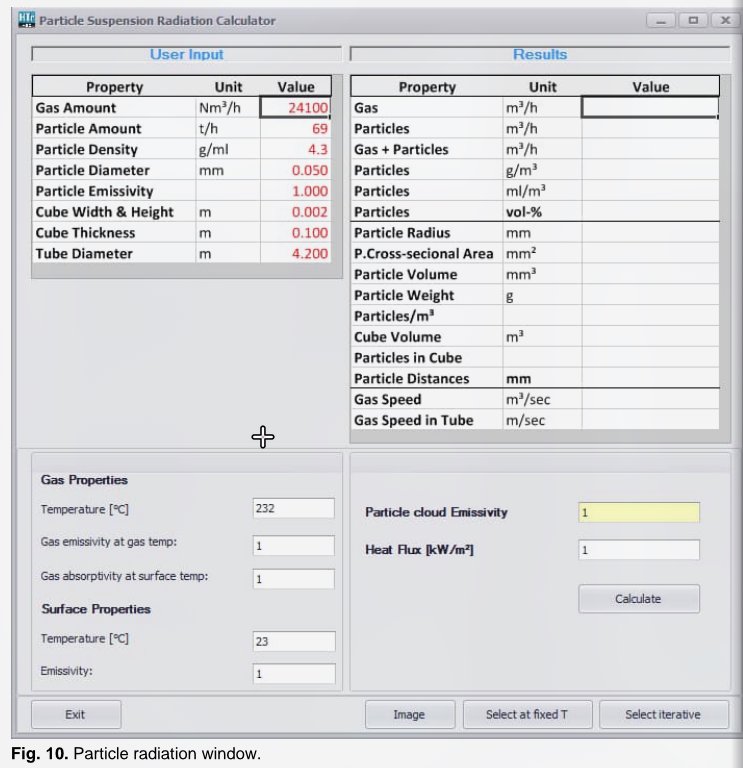 HTc
Particle Suspension Radiation Calculator
User Input
Property Unit Value
Gas Amount Nm³/h 24100
Particle Amount t/h 69
Particle Density g/ml 4.3
Particle Diameter mm 0.050
Particle Emissivity 1.000
Cube Width & Height m 0.002
Cube Thickness m 0.100
Tube Diameter m 4.200
Results
Property Unit Value
Gas m³/h
Particles m³/h
Gas + Particles m³/h
Particles g/m³
Particles ml/m³
Particles vol-%
Particle Radius mm
P.Cross-secional Area mm²
Particle Volume mm³
Particle Weight g
Particles/m³
Cube Volume m³
Particles in Cube
Particle Distances mm
Gas Speed m³/sec
Gas Speed in Tube m/sec
Gas Properties
Temperature [°C] 232
Gas emissivity at gas temp: 1
Gas absorptivity at surface temp: 1
Surface Properties
Temperature [°C] 23
Emissivity: 1
Particle cloud Emissivity 1
Heat Flux [kW/m²] 1
Calculate
Exit Image Select at fixed T Select iterative
Fig. 10. Particle radiation window.